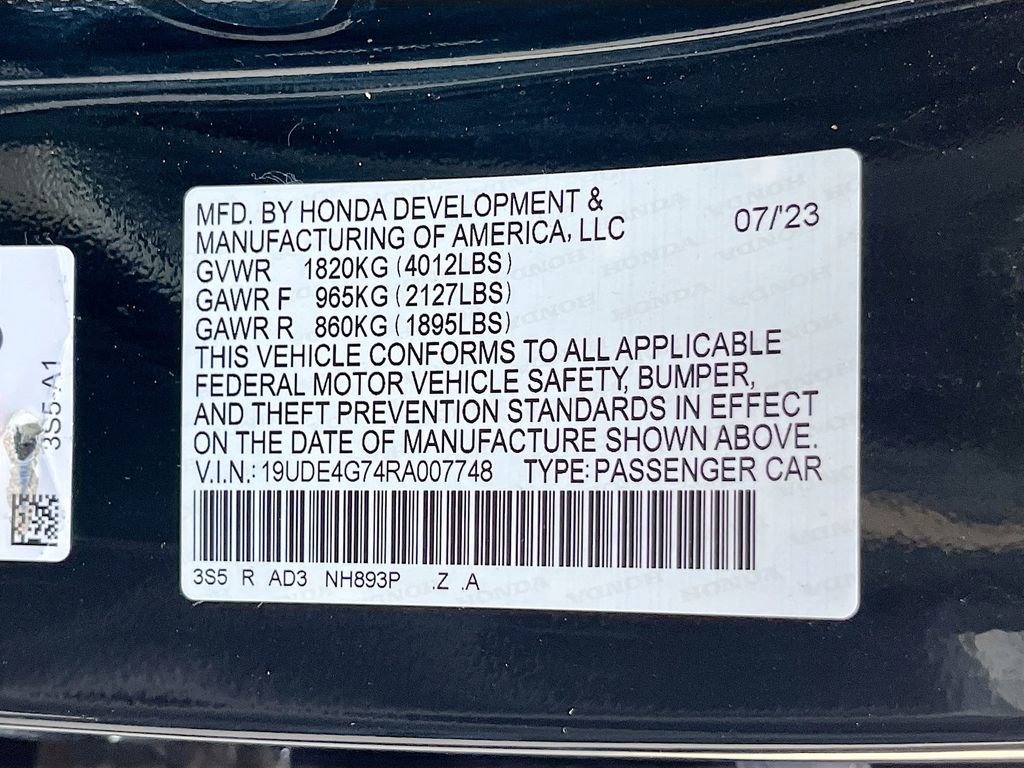 MFD. BY HONDA DEVELOPMENT &
MANUFACTURING OF AMERICA, LLC 07/'23
GVWR 1820KG (4012LBS)
GAWR F 965KG (2127LBS)
GAWR R 860KG (1895LBS)
THIS VEHICLE CONFORMS TO ALL APPLICABLE
FEDERAL MOTOR VEHICLE SAFETY, BUMPER,
AND THEFT PREVENTION STANDARDS IN EFFECT
ON THE DATE OF MANUFACTURE SHOWN ABOVE.
V.I.N.: 19UDE4G74RA007748 TYPE: PASSENGER CAR
3S5 R AD3 NH893P .Z .A
3S5-A1